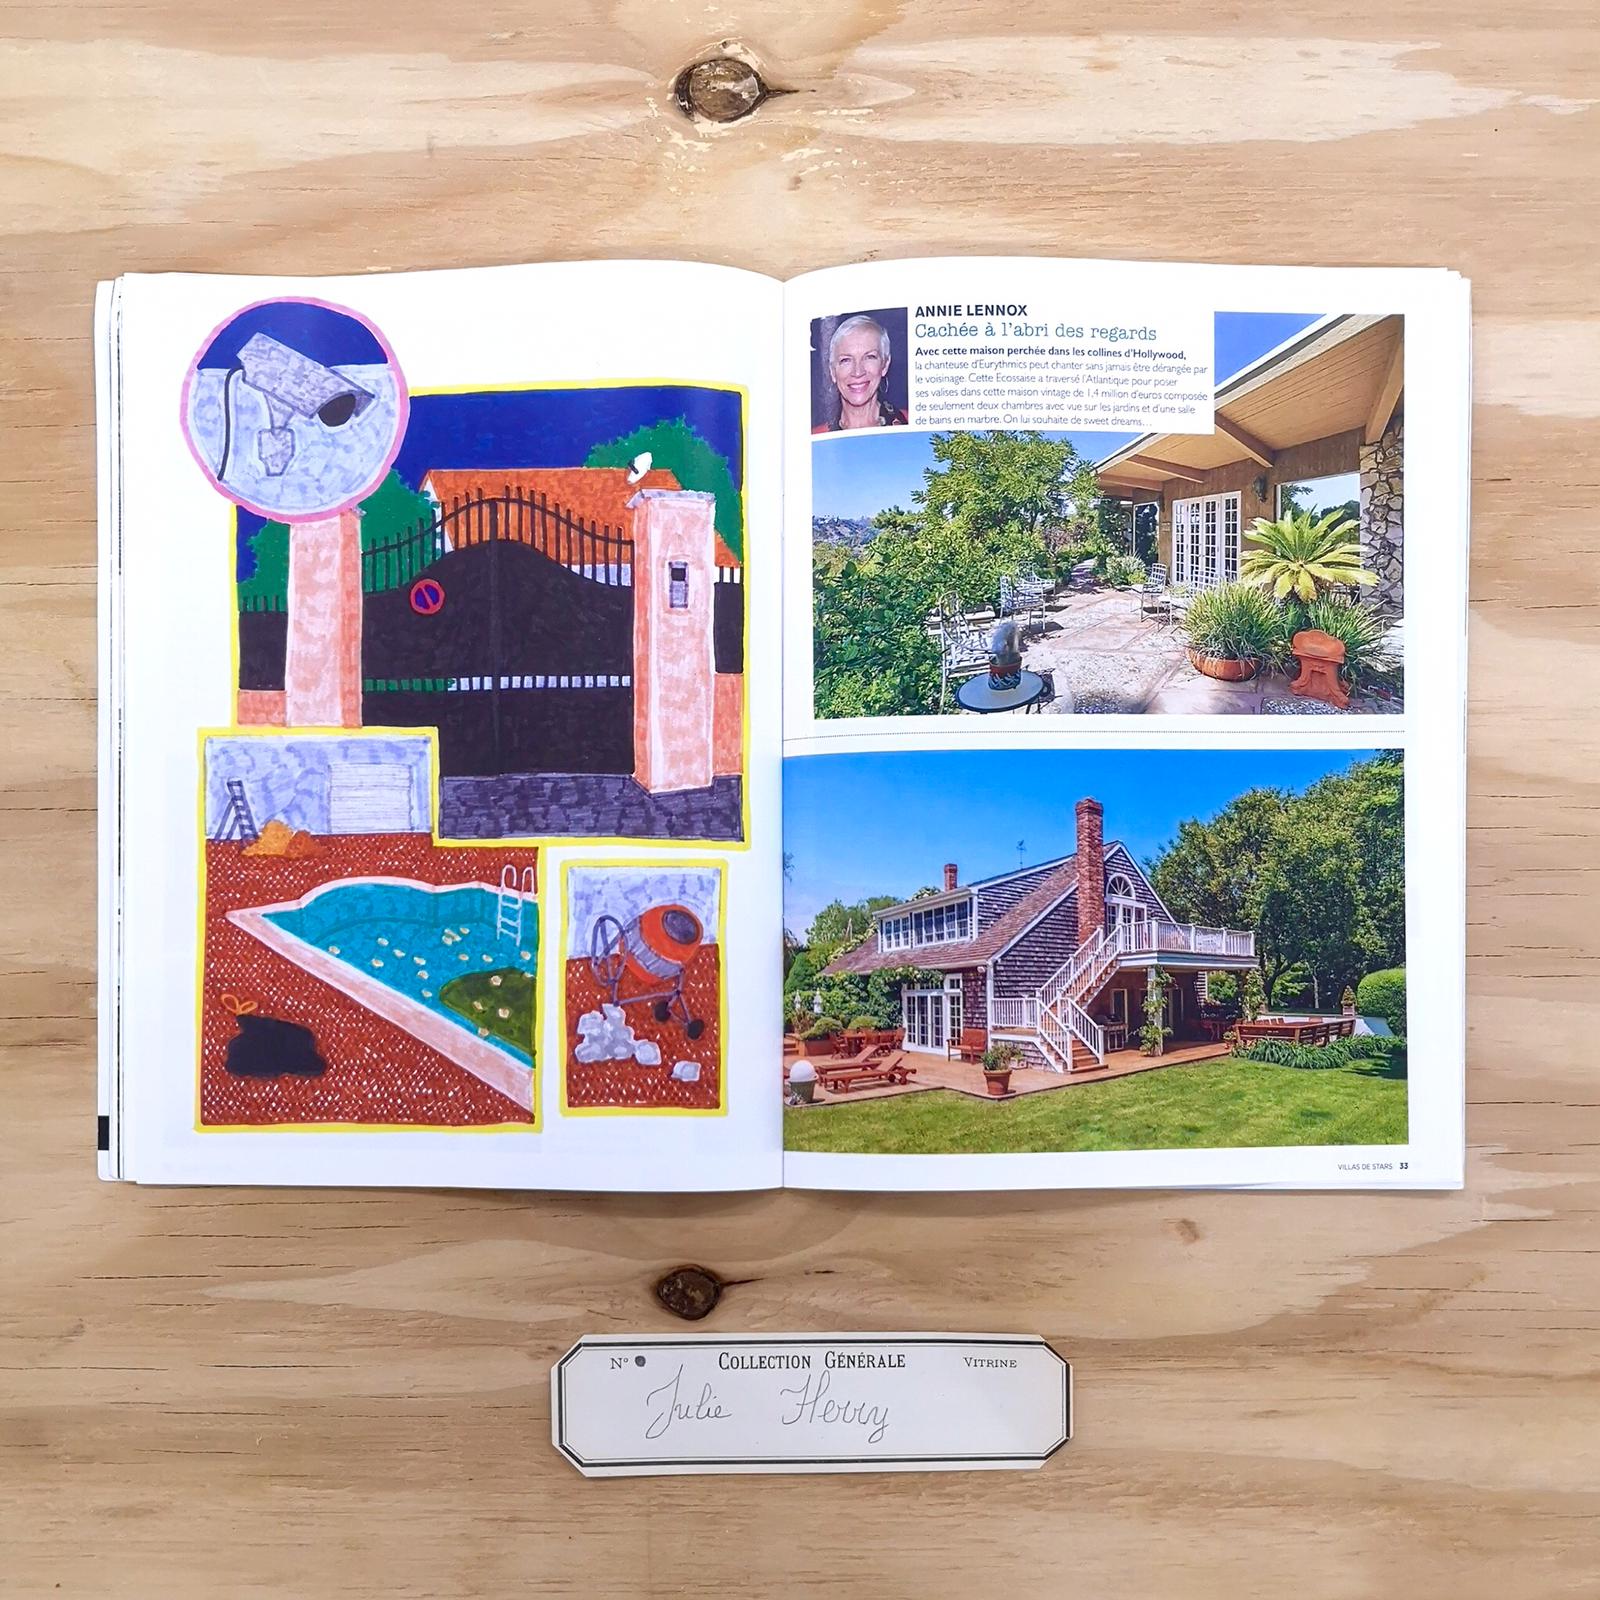 ANNIE LENNOX
Cachée à l'abri des regards
Avec cette maison perchée dans les collines d'Hollywood,
la chanteuse d'Eurythmics peut chanter sans jamais être dérangée par
le voisinage. Cette Ecossaise a traversé l'Atlantique pour poser
ses valises dans cette maison vintage de 1,4 million d'euros composée
de seulement deux chambres avec vue sur les jardins et d'une salle
de bains en marbre. On lui souhaite de sweet dreams...
VILLAS DE STARS 33
N° COLLECTION GÉNÉRALE VITRINE
Julie Hervy